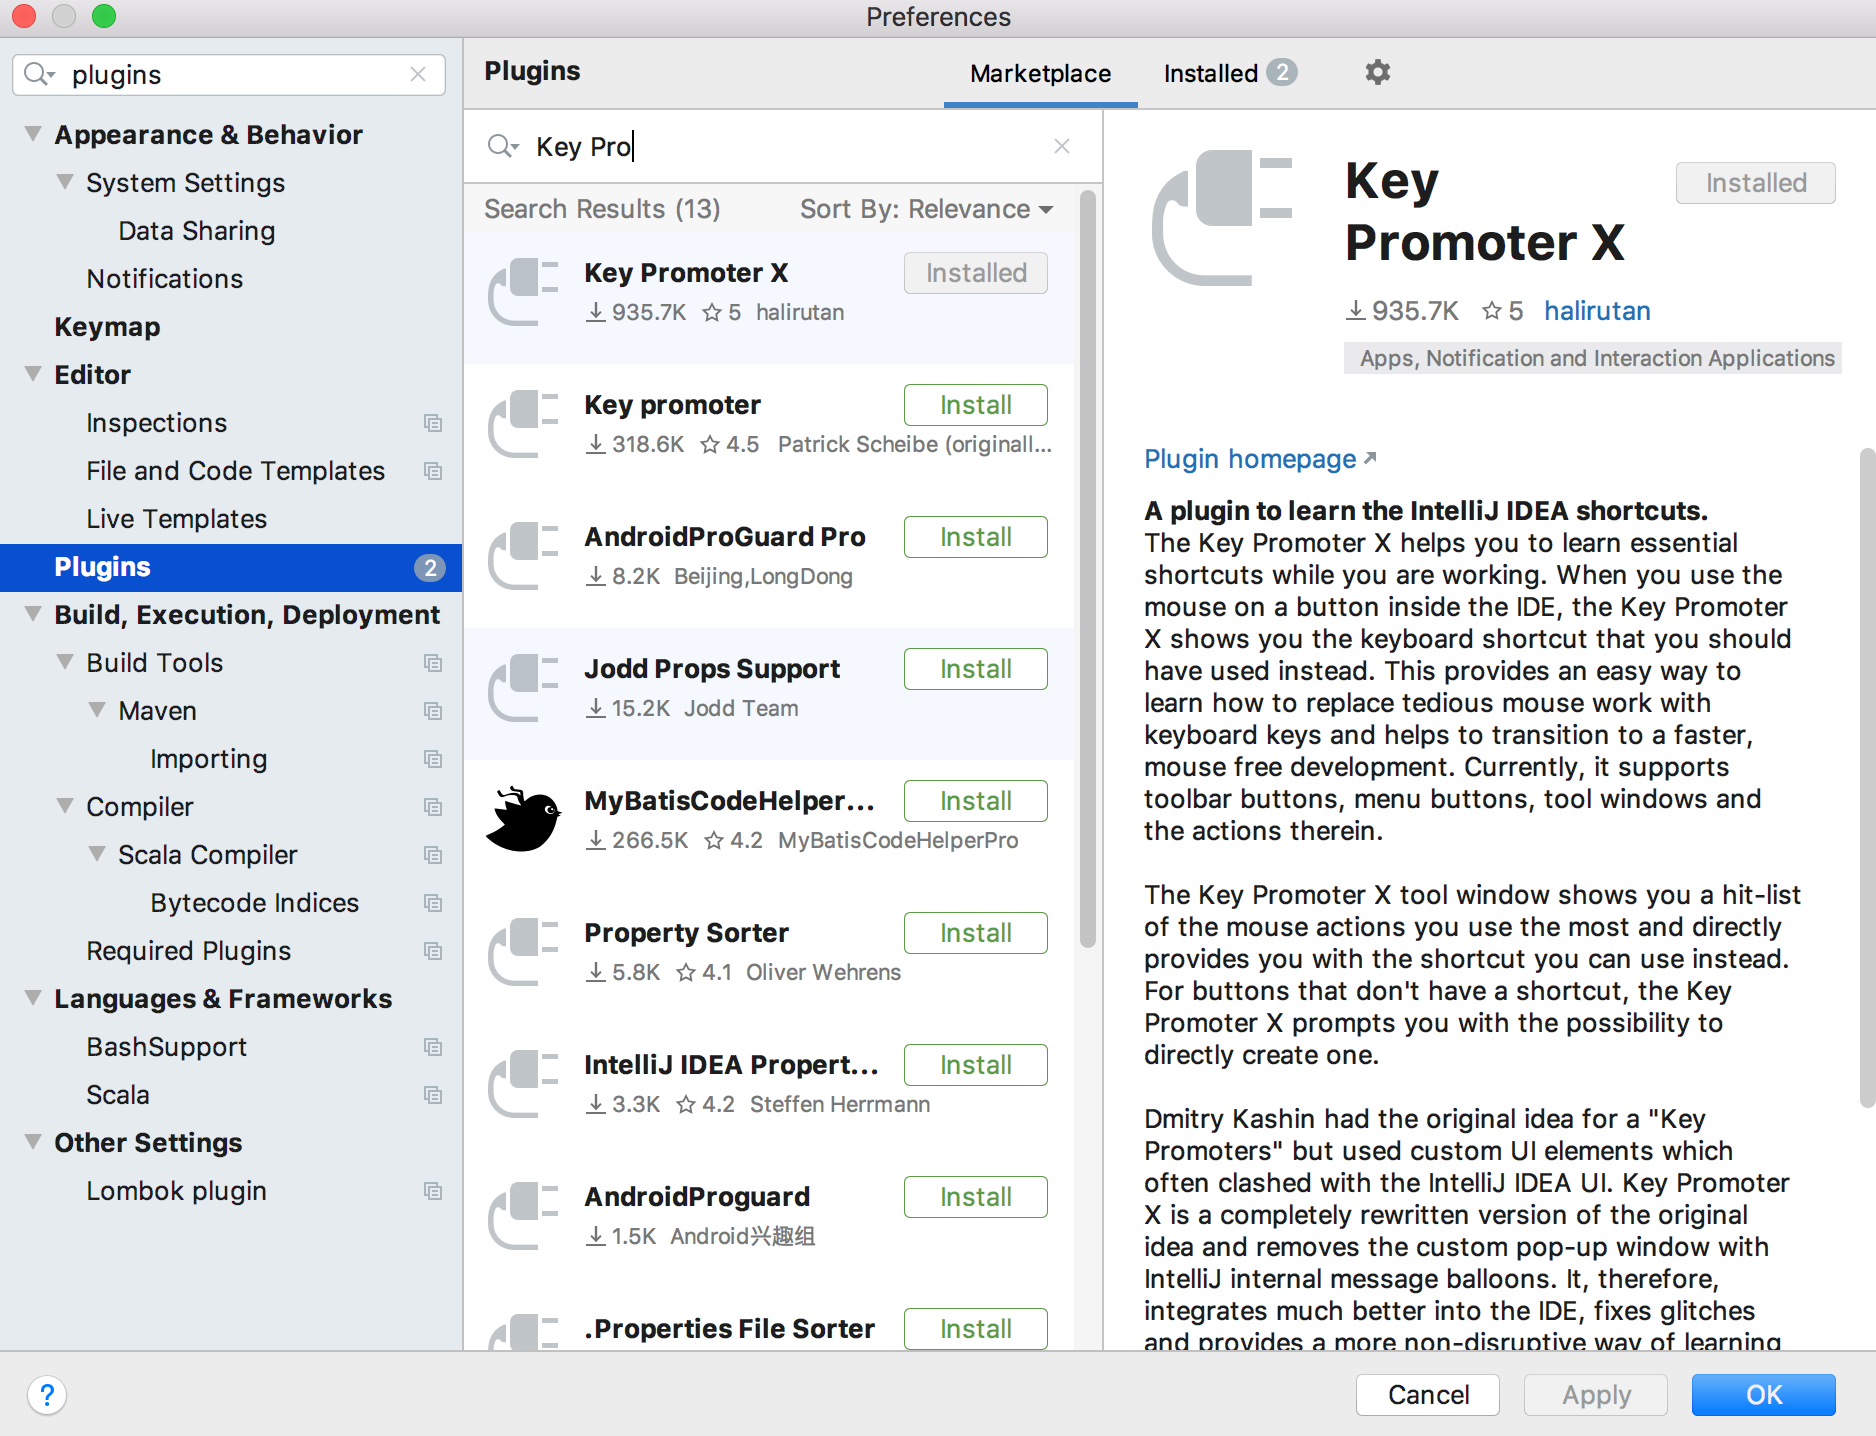 Preferences
plugins
Appearance & Behavior
System Settings
Data Sharing
Notifications
Keymap
Editor
Inspections
File and Code Templates
Live Templates
Plugins 2
Build, Execution, Deployment
Build Tools
Maven
Importing
Compiler
Scala Compiler
Bytecode Indices
Required Plugins
Languages & Frameworks
BashSupport
Scala
Other Settings
Lombok plugin
Plugins
Marketplace
Installed 2
Key Pro
Search Results (13)
Sort By: Relevance
Key Promoter X
Installed
935.7K 5 halirutan
Key promoter
Install
318.6K 4.5 Patrick Scheibe (originall...
AndroidProGuard Pro
Install
8.2K Beijing,LongDong
Jodd Props Support
Install
15.2K Jodd Team
MyBatisCodeHelper...
Install
266.5K 4.2 MyBatisCodeHelperPro
Property Sorter
Install
5.8K 4.1 Oliver Wehrens
IntelliJ IDEA Propert...
Install
3.3K 4.2 Steffen Herrmann
AndroidProguard
Install
1.5K Android兴趣组
.Properties File Sorter
Install
Key
Promoter X
Installed
935.7K 5 halirutan
Apps, Notification and Interaction Applications
Plugin homepage
A plugin to learn the IntelliJ IDEA shortcuts.
The Key Promoter X helps you to learn essential
shortcuts while you are working. When you use the
mouse on a button inside the IDE, the Key Promoter
X shows you the keyboard shortcut that you should
have used instead. This provides an easy way to
learn how to replace tedious mouse work with
keyboard keys and helps to transition to a faster,
mouse free development. Currently, it supports
toolbar buttons, menu buttons, tool windows and
the actions therein.
The Key Promoter X tool window shows you a hit-list
of the mouse actions you use the most and directly
provides you with the shortcut you can use instead.
For buttons that don't have a shortcut, the Key
Promoter X prompts you with the possibility to
directly create one.
Dmitry Kashin had the original idea for a "Key
Promoters" but used custom UI elements which
often clashed with the IntelliJ IDEA UI. Key Promoter
X is a completely rewritten version of the original
idea and removes the custom pop-up window with
IntelliJ internal message balloons. It, therefore,
integrates much better into the IDE, fixes glitches
and provides a more non-disruptive way of learning
?
Cancel
Apply
OK